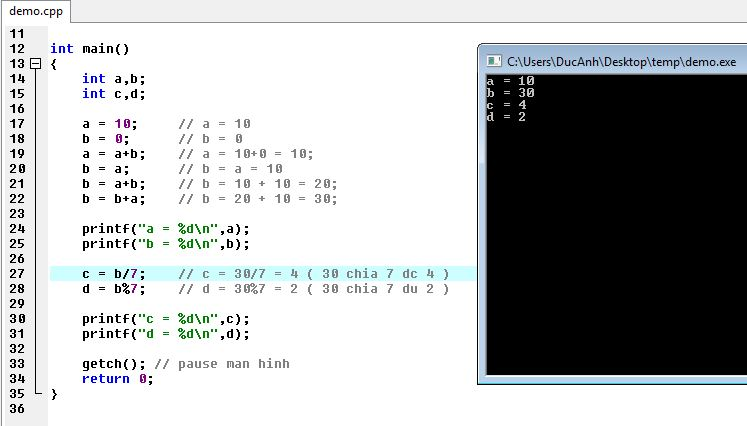 demo.cpp
11
12 int main()
13 {
14 int a,b;
15 int c,d;
16
17 a = 10; // a = 10
18 b = 0; // b = 0
19 a = a+b; // a = 10+0 = 10;
20 b = a; // b = a = 10
21 b = a+b; // b = 10 + 10 = 20;
22 b = b+a; // b = 20 + 10 = 30;
23
24 printf("a = %d\n",a);
25 printf("b = %d\n",b);
26
27 c = b/7; // c = 30/7 = 4 ( 30 chia 7 dc 4 )
28 d = b%7; // d = 30%7 = 2 ( 30 chia 7 du 2 )
29
30 printf("c = %d\n",c);
31 printf("d = %d\n",d);
32
33 getch(); // pause man hinh
34 return 0;
35 }
36
C:\Users\DucAnh\Desktop\temp\demo.exe
a = 10
b = 30
c = 4
d = 2